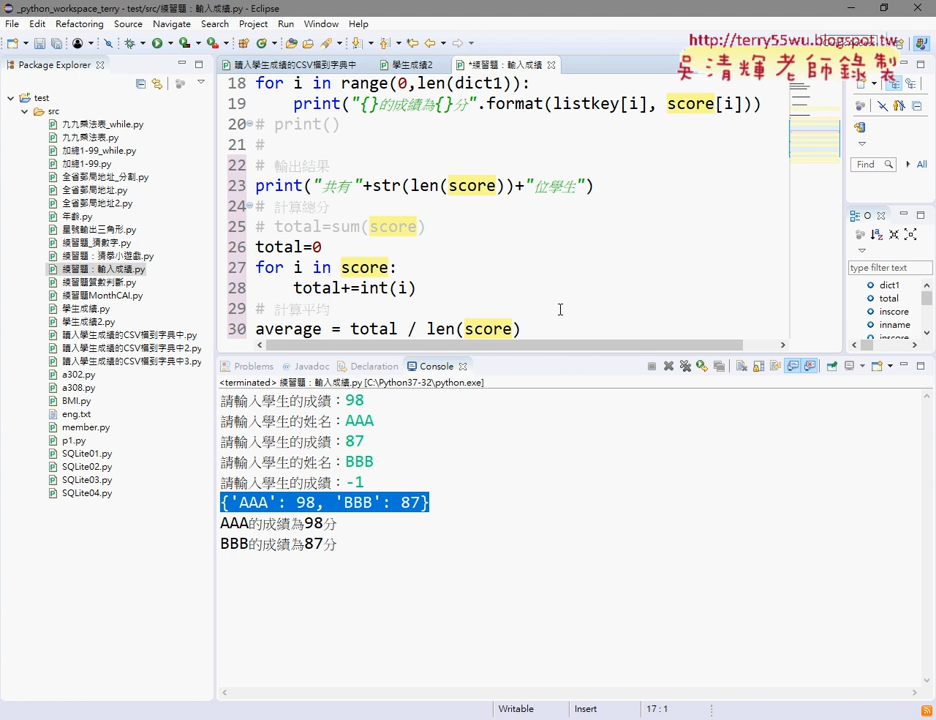 _python_workspace_terry - test/src/練習題：輸入成績.py - Eclipse
File Edit Refactoring Source Navigate Search Project Run Window Help
http://terry55wu.blogspot.tw
吳清輝老師錄製
Package Explorer
讀入學生成績的CSV檔到字典中
學生成績2
*練習題：輸入成績
test
src
九九乘法表_while.py
九九乘法表.py
加總1-99_while.py
加總1-99.py
全省郵局地址_分割.py
全省郵局地址.py
全省郵局地址2.py
年齡.py
星號輸出三角形.py
練習題_猜數字.py
練習題：猜拳小遊戲.py
練習題：輸入成績.py
練習題質數判斷.py
練習題MonthCAI.py
學生成績.py
學生成績2.py
讀入學生成績的CSV檔到字典中.py
讀入學生成績的CSV檔到字典中2.py
讀入學生成績的CSV檔到字典中3.py
a302.py
a308.py
BMI.py
eng.txt
member.py
p1.py
SQLite01.py
SQLite02.py
SQLite03.py
SQLite04.py
18 for i in range(0,len(dict1)):
19 print("{}的成績為{}分".format(listkey[i], score[i]))
20 # print()
21 #
22 # 輸出結果
23 print("共有"+str(len(score))+"位學生")
24 # 計算總分
25 # total=sum(score)
26 total=0
27 for i in score:
28 total+=int(i)
29 # 計算平均
30 average = total / len(score)
Find
All
type filter text
dict1
total
inscore
inname
inscore
Problems Javadoc Declaration Console
<terminated> 練習題：輸入成績.py [C:\Python37-32\python.exe]
請輸入學生的成績：98
請輸入學生的姓名：AAA
請輸入學生的成績：87
請輸入學生的姓名：BBB
請輸入學生的成績：-1
{'AAA': 98, 'BBB': 87}
AAA的成績為98分
BBB的成績為87分
Writable Insert 17 : 1